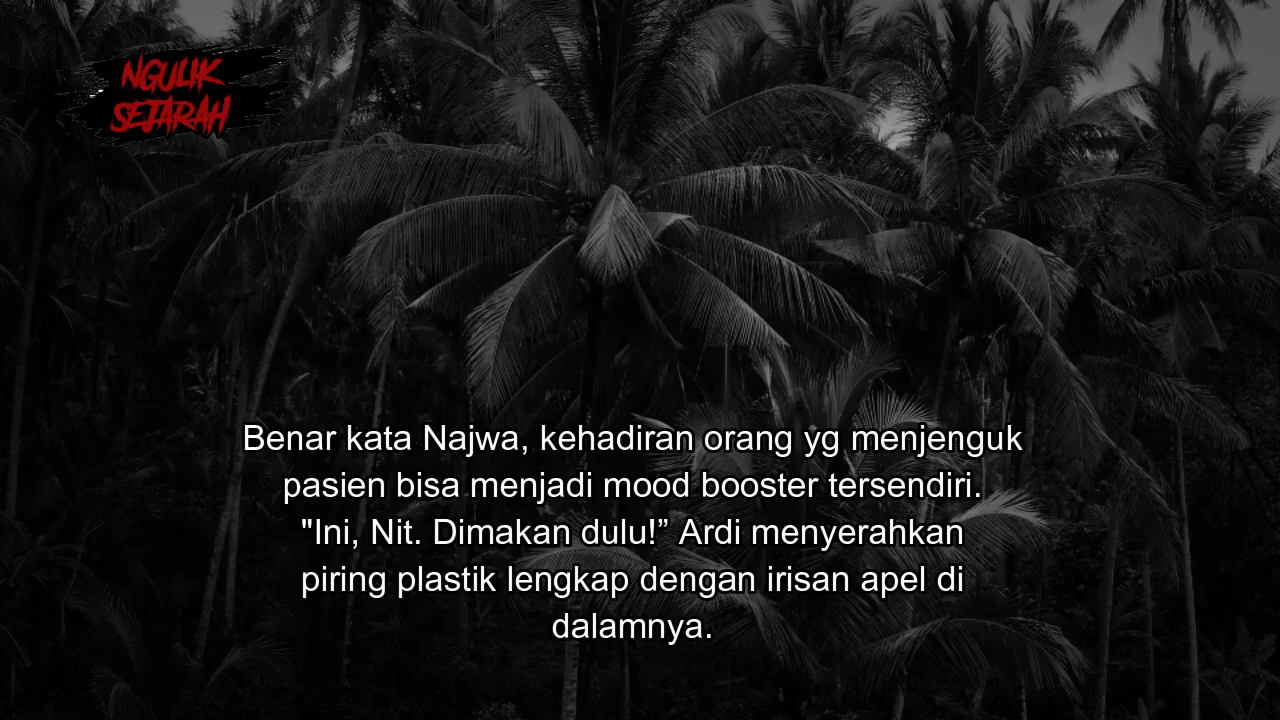 NGULIK
SEJARAH
Benar kata Najwa, kehadiran orang yg menjenguk
pasien bisa menjadi mood booster tersendiri.
"Ini, Nit. Dimakan dulu!” Ardi menyerahkan
piring plastik lengkap dengan irisan apel di
dalamnya.